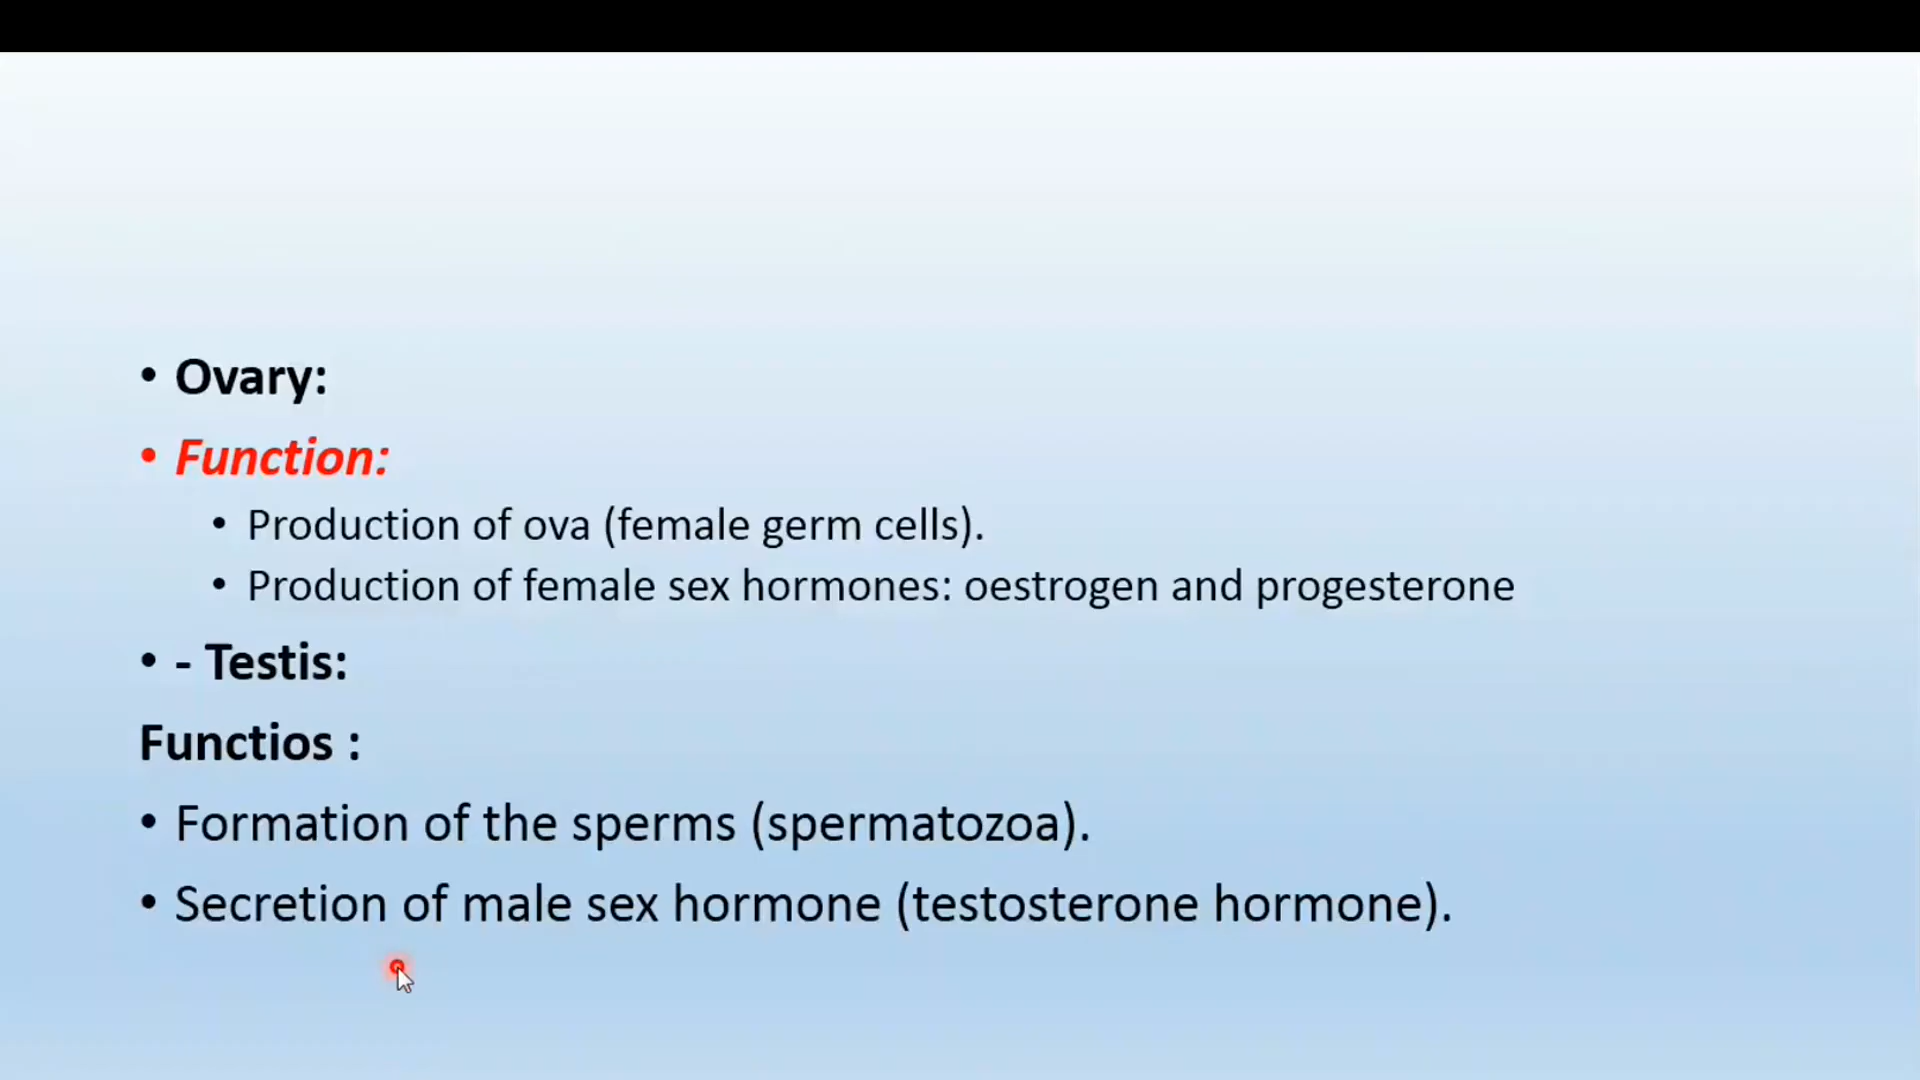 • Ovary:
• Function:
• Production of ova (female germ cells).
• Production of female sex hormones: oestrogen and progesterone
• - Testis:
Functios :
• Formation of the sperms (spermatozoa).
• Secretion of male sex hormone (testosterone hormone).